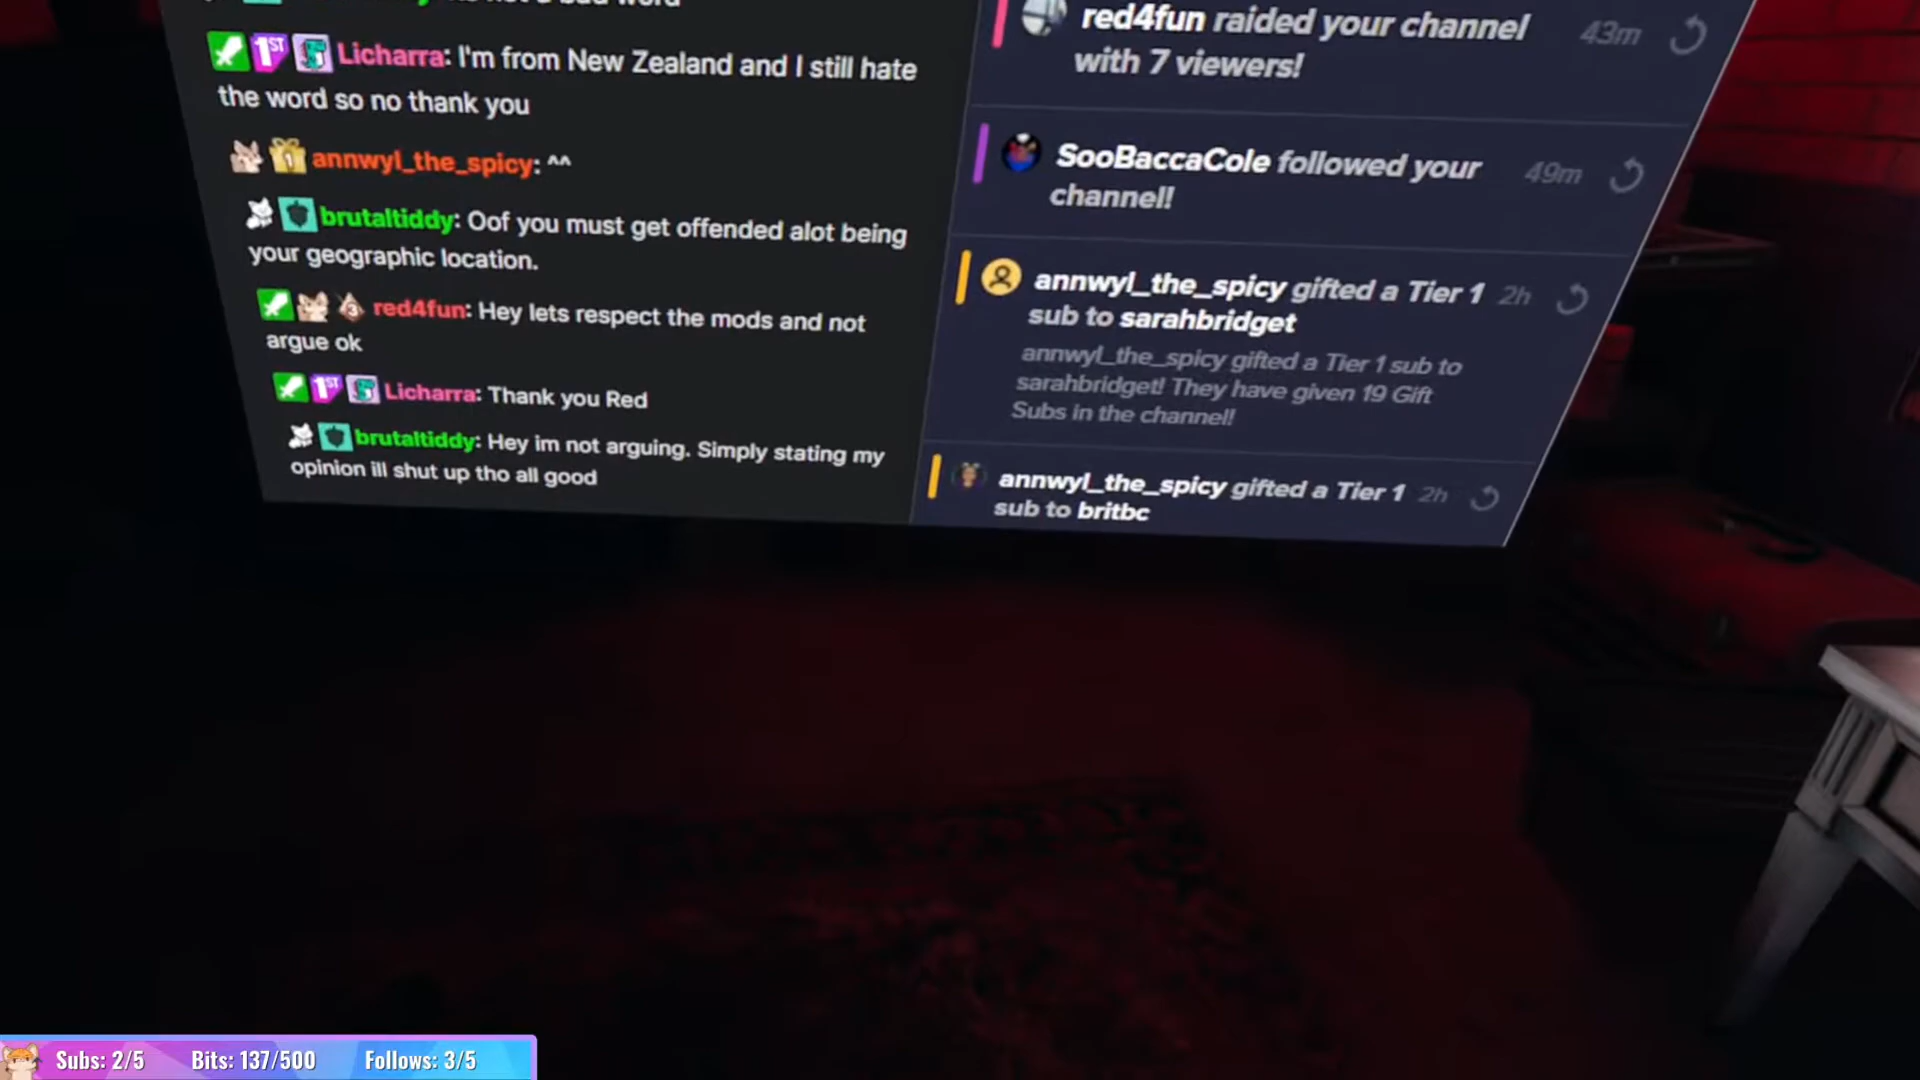 Licharra: I'm from New Zealand and I still hate
the word so no thank you
annwyl_the_spicy: ^^
brutaltiddy: Oof you must get offended alot being
your geographic location.
red4fun: Hey lets respect the mods and not
argue ok
Licharra: Thank you Red
brutaltiddy: Hey im not arguing. Simply stating my
opinion ill shut up tho all good
red4fun raided your channel 43m
with 7 viewers!
SooBaccaCole followed your 49m
channel!
annwyl_the_spicy gifted a Tier 1 2h
sub to sarahbridget
annwyl_the_spicy gifted a Tier 1 sub to
sarahbridget! They have given 19 Gift
Subs in the channel!
annwyl_the_spicy gifted a Tier 1 2h
sub to britbc
Subs: 2/5 Bits: 137/500 Follows: 3/5